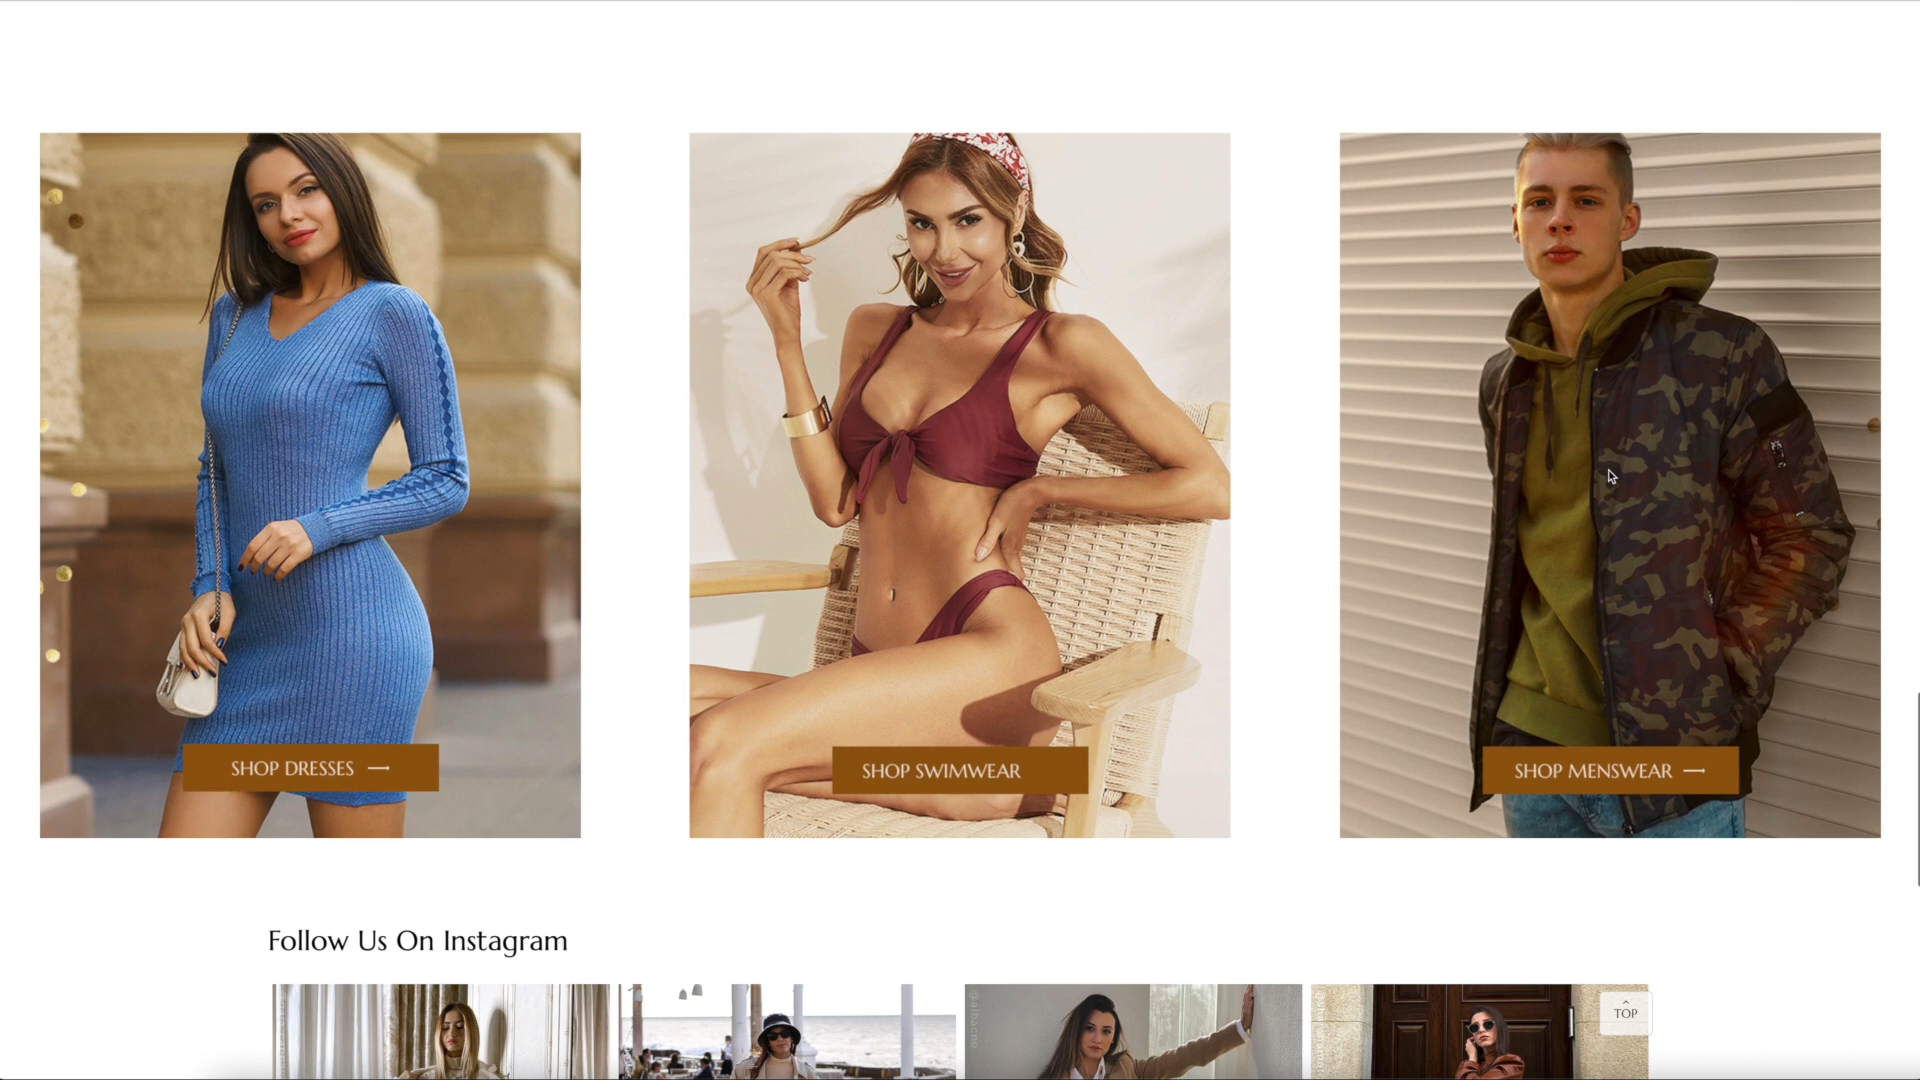 SHOP DRESSES
SHOP SWIMWEAR
SHOP MENSWEAR
Follow Us On Instagram
TOP